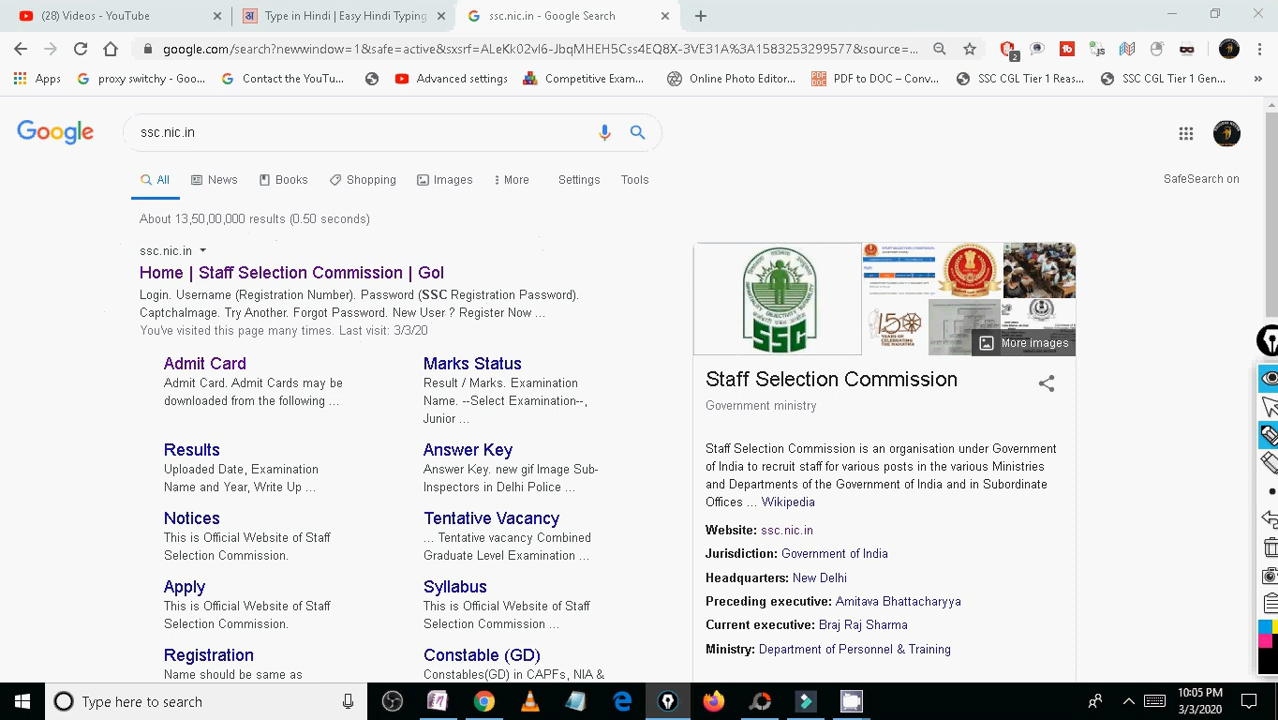 (28) Videos - YouTube
Type in Hindi | Easy Hindi Typing
ssc.nic.in - Google Search
google.com/search?newwindow=1&safe=active&sxsrf=ALeKk02vI6-JbqMHEH5Css4EQ8X-3VE31A%3A1583253299577&source=...
2
Apps
proxy switchy - Goo...
Contact the YouTu...
Advanced settings
Competitive Exam...
Online Photo Editor...
PDF to DOC – Conv...
SSC CGL Tier 1 Reas...
SSC CGL Tier 1 Gen...
»
Google
ssc.nic.in
All
News
Books
Shopping
Images
More
Settings
Tools
SafeSearch on
About 13,50,00,000 results (0.50 seconds)
ssc.nic.in
Home | Staff Selection Commission | GoI
Login. Username (Registration Number). Password (SSC Registration Password).
CaptchaImage. Try Another. Forgot Password. New User ? Register Now ...
You've visited this page many times. Last visit: 3/3/20
Admit Card
Admit Card. Admit Cards may be
downloaded from the following ...
Marks Status
Result / Marks. Examination
Name. --Select Examination--,
Junior ...
Results
Uploaded Date, Examination
Name and Year, Write Up ...
Answer Key
Answer Key. new gif Image Sub-
Inspectors in Delhi Police ...
Notices
This is Official Website of Staff
Selection Commission.
Tentative Vacancy
... Tentative vacancy Combined
Graduate Level Examination ...
Apply
This is Official Website of Staff
Selection Commission.
Syllabus
This is Official Website of Staff
Selection Commission ...
Registration
Name should be same as
Constable (GD)
Constables(GD) in CAPFs, NIA &
SSC
150
YEARS OF
CELEBRATING
THE MAHATMA
More images
Staff Selection Commission
Government ministry
Staff Selection Commission is an organisation under Government
of India to recruit staff for various posts in the various Ministries
and Departments of the Government of India and in Subordinate
Offices ... Wikipedia
Website: ssc.nic.in
Jurisdiction: Government of India
Headquarters: New Delhi
Preceding executive: Amitava Bhattacharyya
Current executive: Braj Raj Sharma
Ministry: Department of Personnel & Training
Type here to search
10:05 PM
3/3/2020